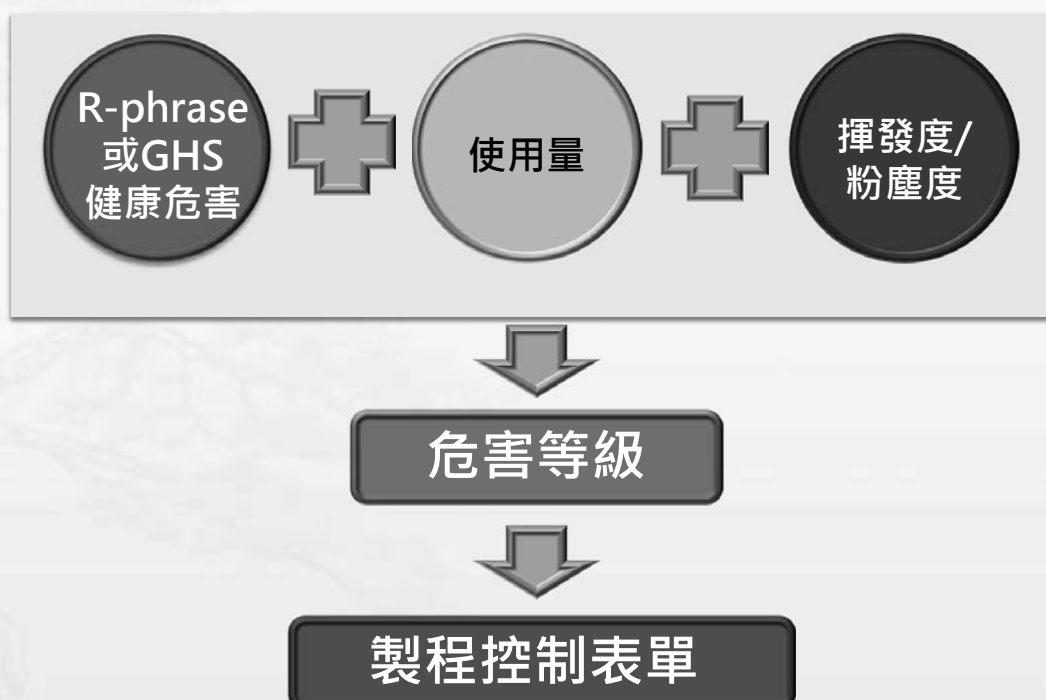 R-phrase
或GHS
健康危害
使用量
揮發度/
粉塵度
危害等級
製程控制表單